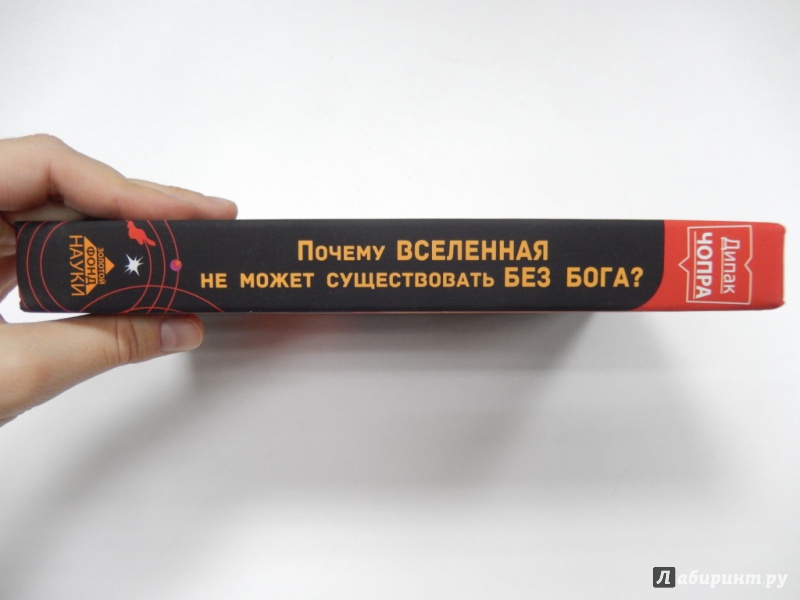 Почему ВСЕЛЕННАЯ
не может существовать БЕЗ БОГА?
Дипак
ЧОПРА
ЗОЛОТОЙ
ФОНД
НАУКИ
Лабиринт.ру